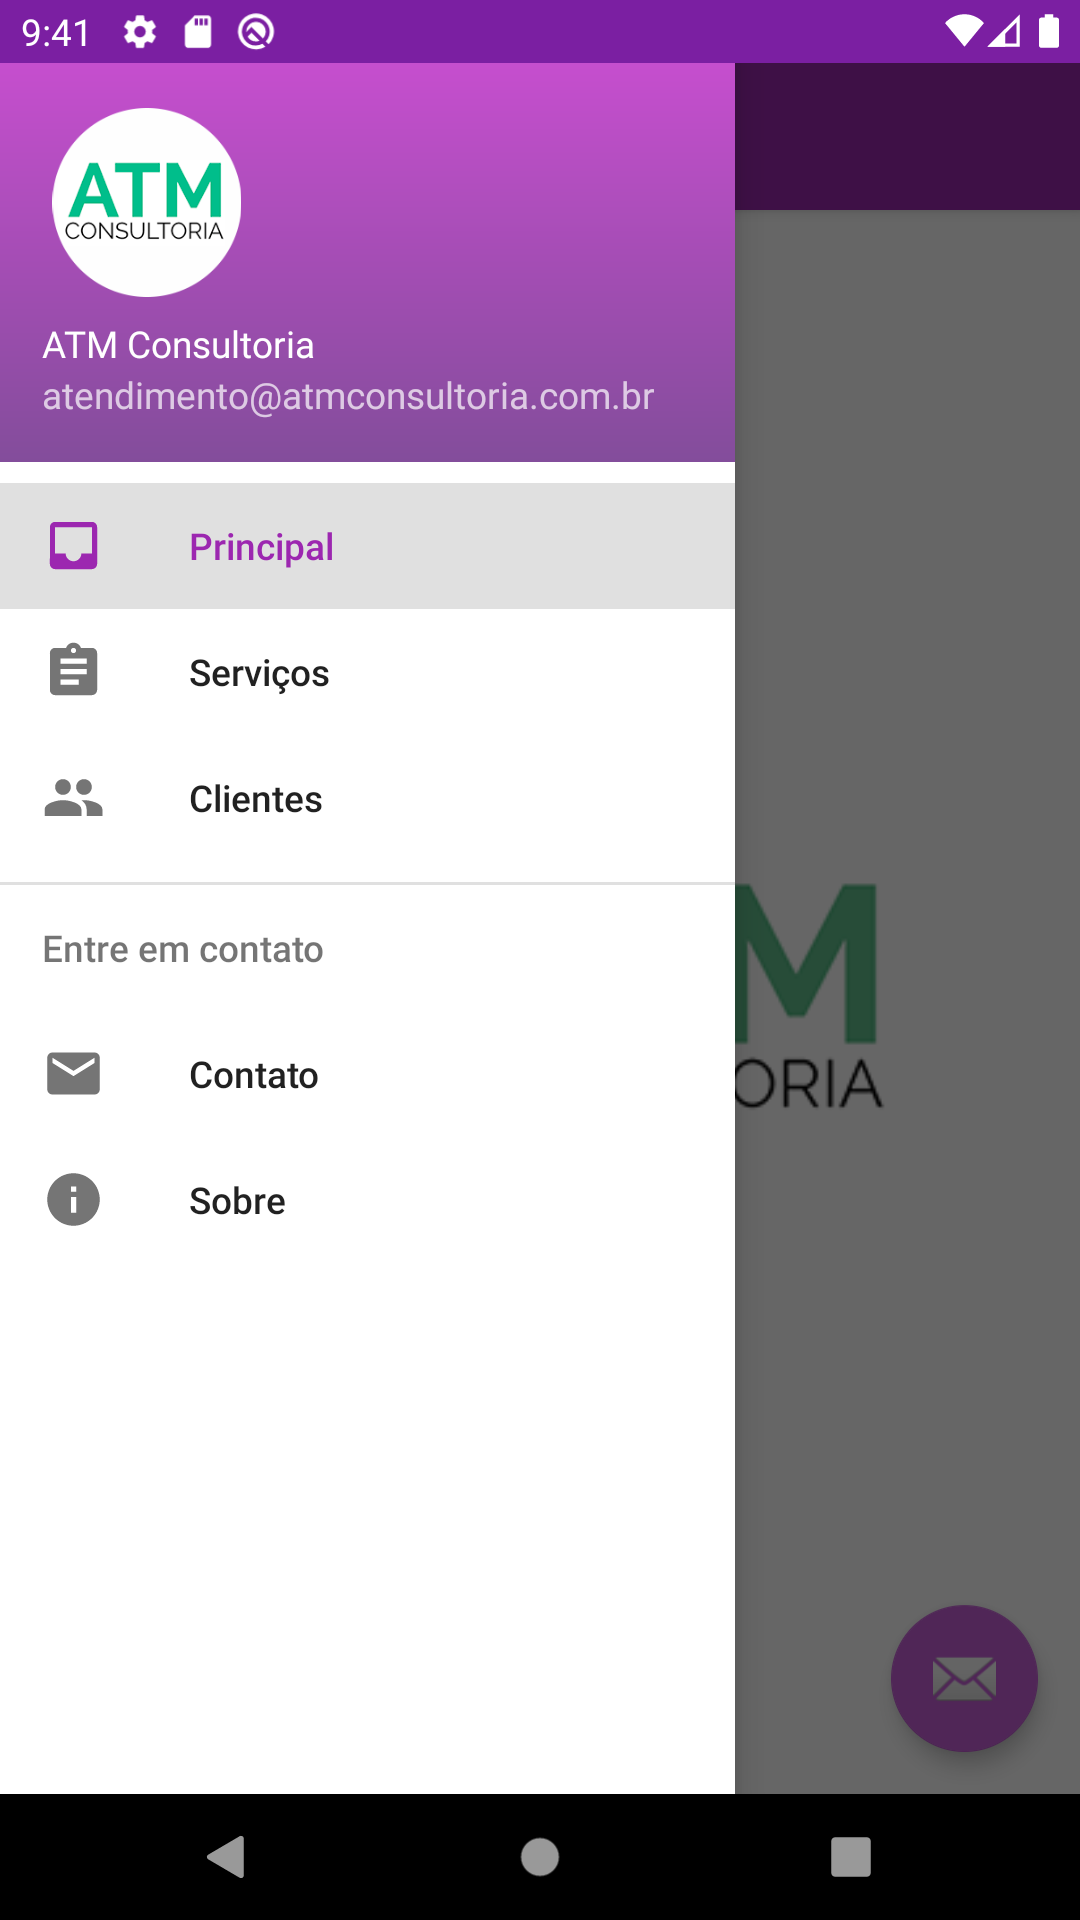 9:41
ATM
CONSULTORIA
ATM Consultoria
atendimento@atmconsultoria.com.br
Principal
Serviços
Clientes
Entre em contato
M
ORIA
Contato
Sobre